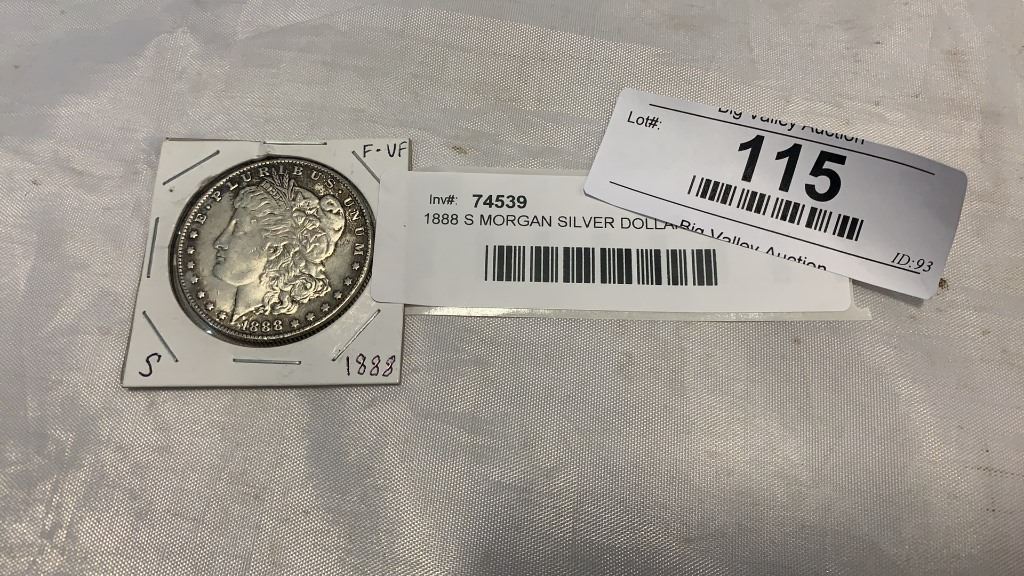 F-VF
E·PLURIBUS·UNUM
1888
S
1888
Inv#: 74539
1888 S MORGAN SILVER DOLLA
Big Valley Auction
Lot#:
115
Big Valley Auction
ID:93